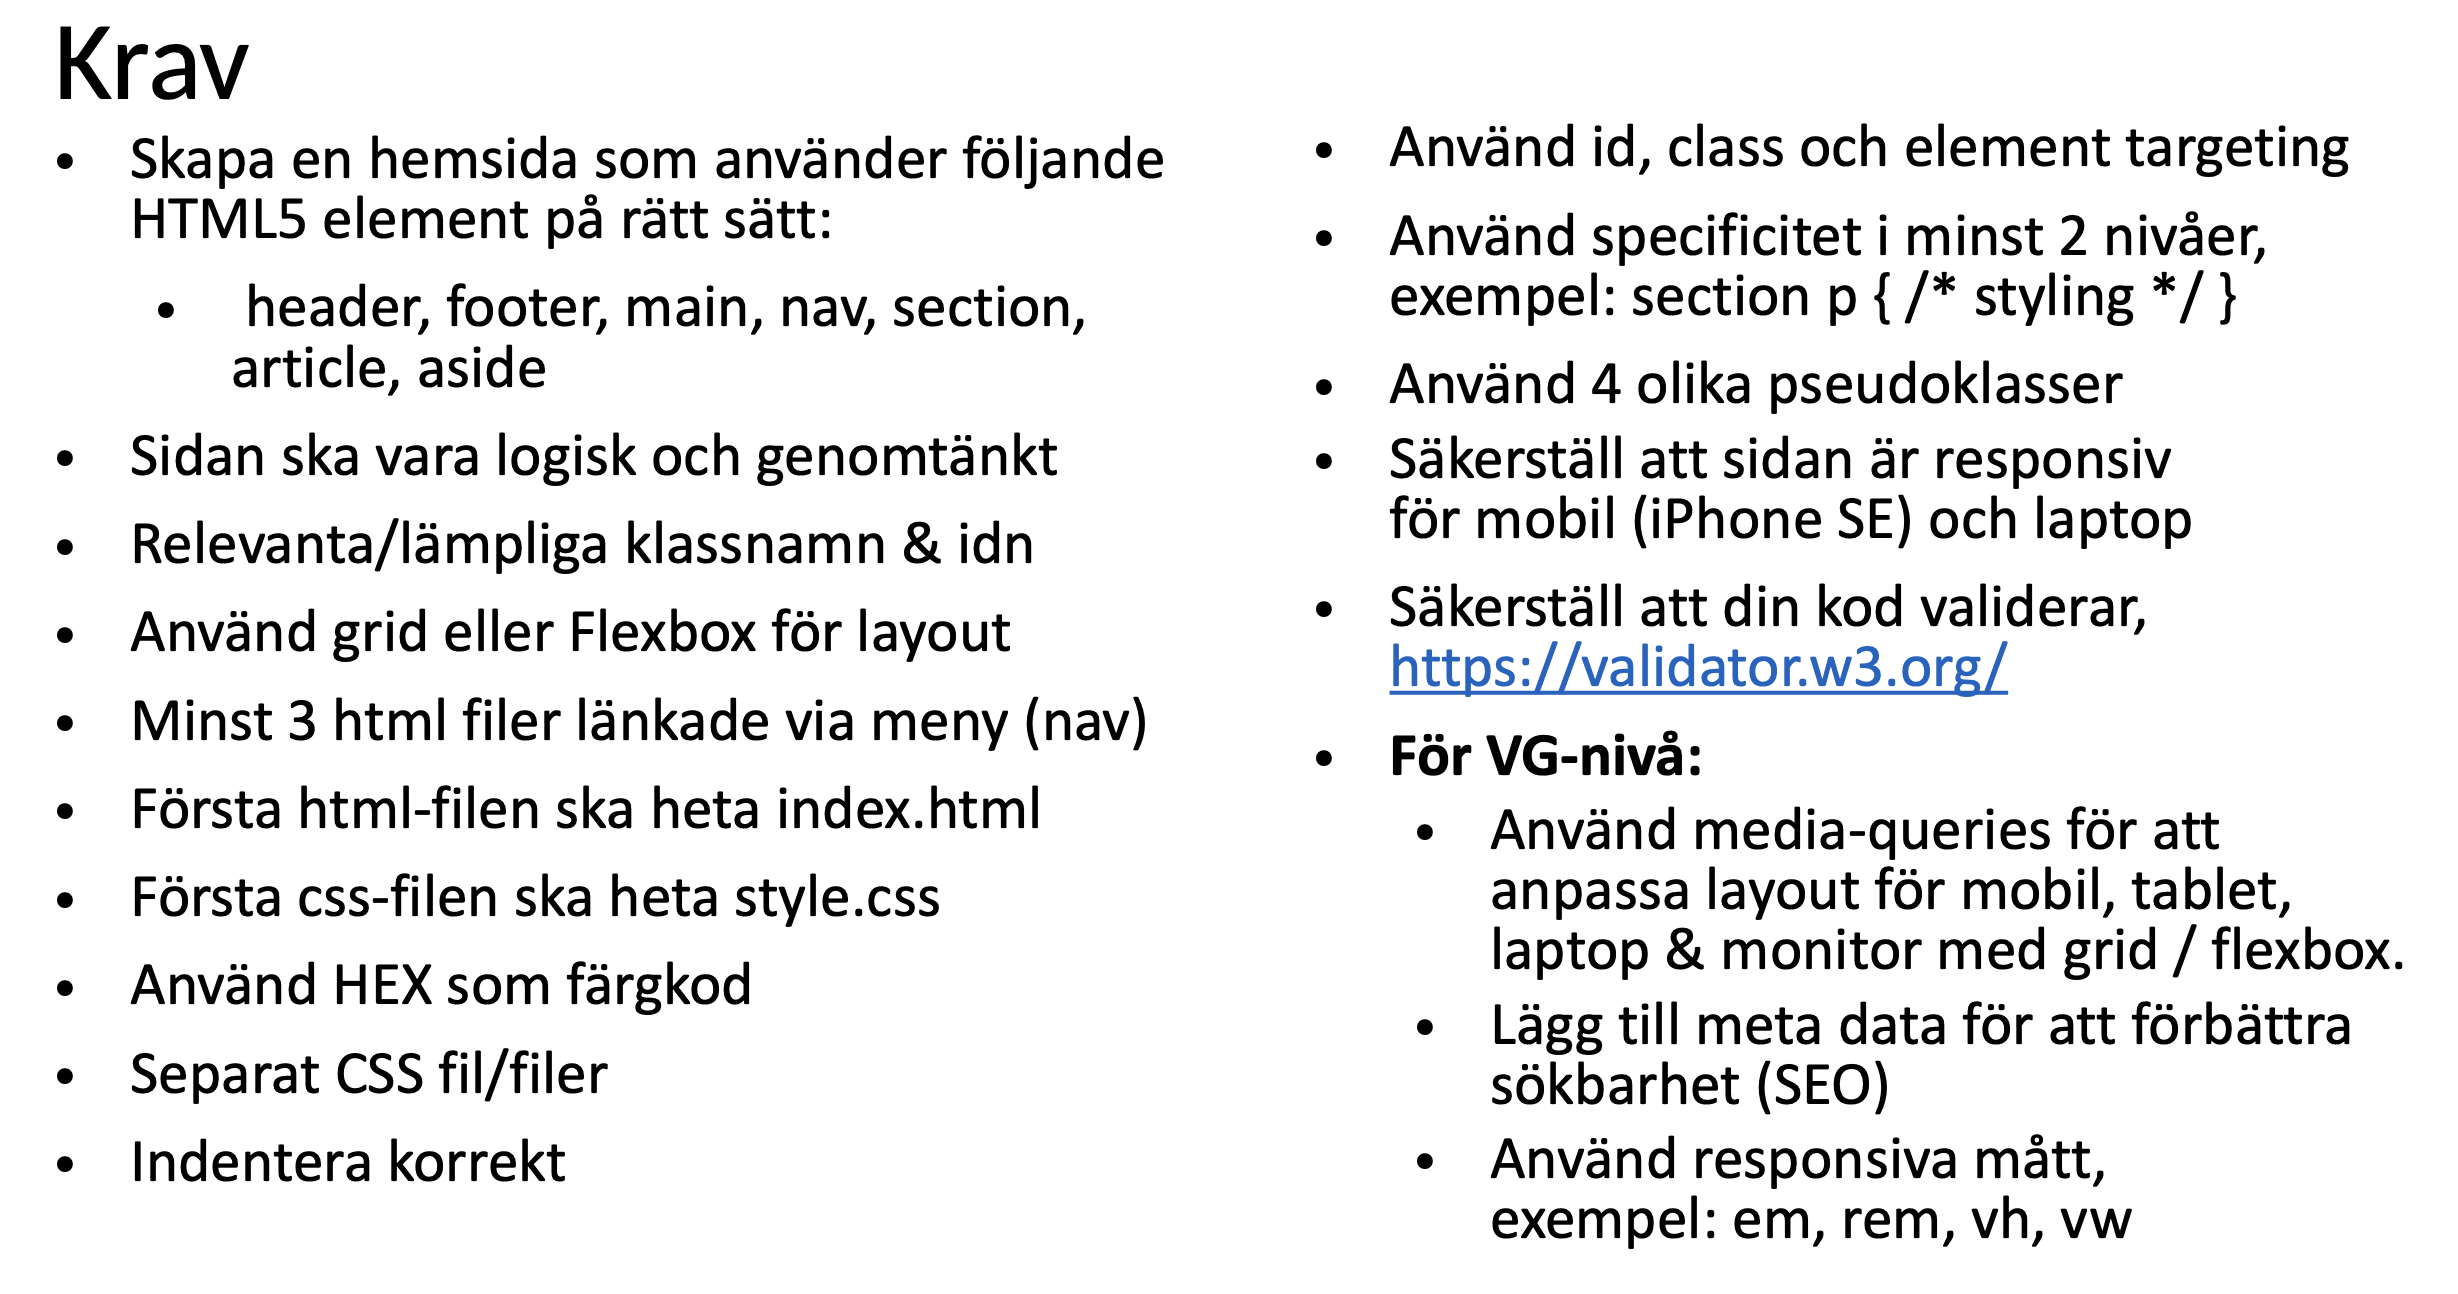 Krav
• Skapa en hemsida som använder följande
HTML5 element på rätt sätt:
• header, footer, main, nav, section,
article, aside
• Sidan ska vara logisk och genomtänkt
• Relevanta/lämpliga klassnamn & idn
• Använd grid eller Flexbox för layout
• Minst 3 html filer länkade via meny (nav)
• Första html-filen ska heta index.html
• Första css-filen ska heta style.css
• Använd HEX som färgkod
• Separat CSS fil/filer
• Indentera korrekt
• Använd id, class och element targeting
• Använd specificitet i minst 2 nivåer,
exempel: section p { /* styling */ }
• Använd 4 olika pseudoklasser
• Säkerställ att sidan är responsiv
för mobil (iPhone SE) och laptop
• Säkerställ att din kod validerar,
https://validator.w3.org/
• För VG-nivå:
• Använd media-queries för att
anpassa layout för mobil, tablet,
laptop & monitor med grid / flexbox.
• Lägg till meta data för att förbättra
sökbarhet (SEO)
• Använd responsiva mått,
exempel: em, rem, vh, vw